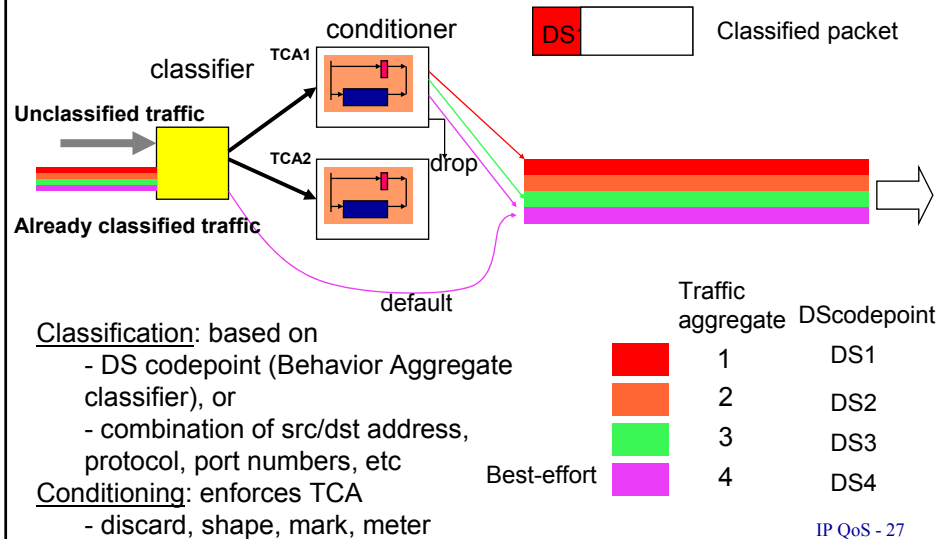 conditioner
DS1
Classified packet
TCA1
classifier
Unclassified traffic
TCA2
drop
Already classified traffic
default
Classification: based on
- DS codepoint (Behavior Aggregate
classifier), or
- combination of src/dst address,
protocol, port numbers, etc
Conditioning: enforces TCA
- discard, shape, mark, meter
Traffic
aggregate DScodepoint
1 DS1
2 DS2
3 DS3
Best-effort 4 DS4
IP QoS - 27